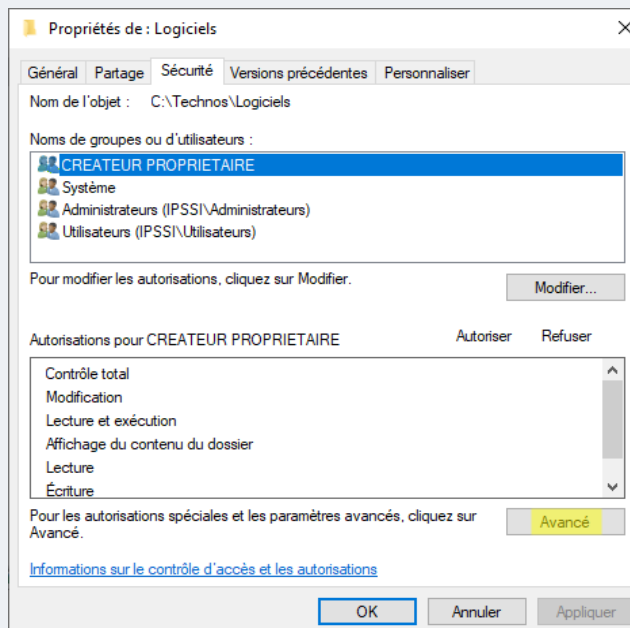 Propriétés de : Logiciels
Général Partage Sécurité Versions précédentes Personnaliser
Nom de l'objet : C:\Technos\Logiciels
Noms de groupes ou d'utilisateurs :
CREATEUR PROPRIETAIRE
Système
Administrateurs (IPSSI\Administrateurs)
Utilisateurs (IPSSI\Utilisateurs)
Pour modifier les autorisations, cliquez sur Modifier.
Modifier...
Autorisations pour CREATEUR PROPRIETAIRE Autoriser Refuser
Contrôle total
Modification
Lecture et exécution
Affichage du contenu du dossier
Lecture
Écriture
Pour les autorisations spéciales et les paramètres avancés, cliquez sur
Avancé.
Avancé
Informations sur le contrôle d'accès et les autorisations
OK Annuler Appliquer